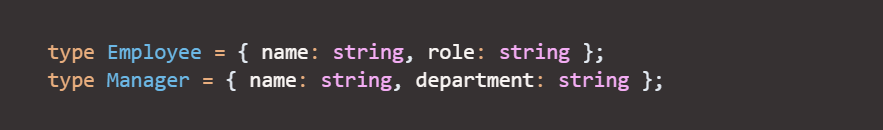 type Employee = { name: string, role: string };
type Manager = { name: string, department: string };